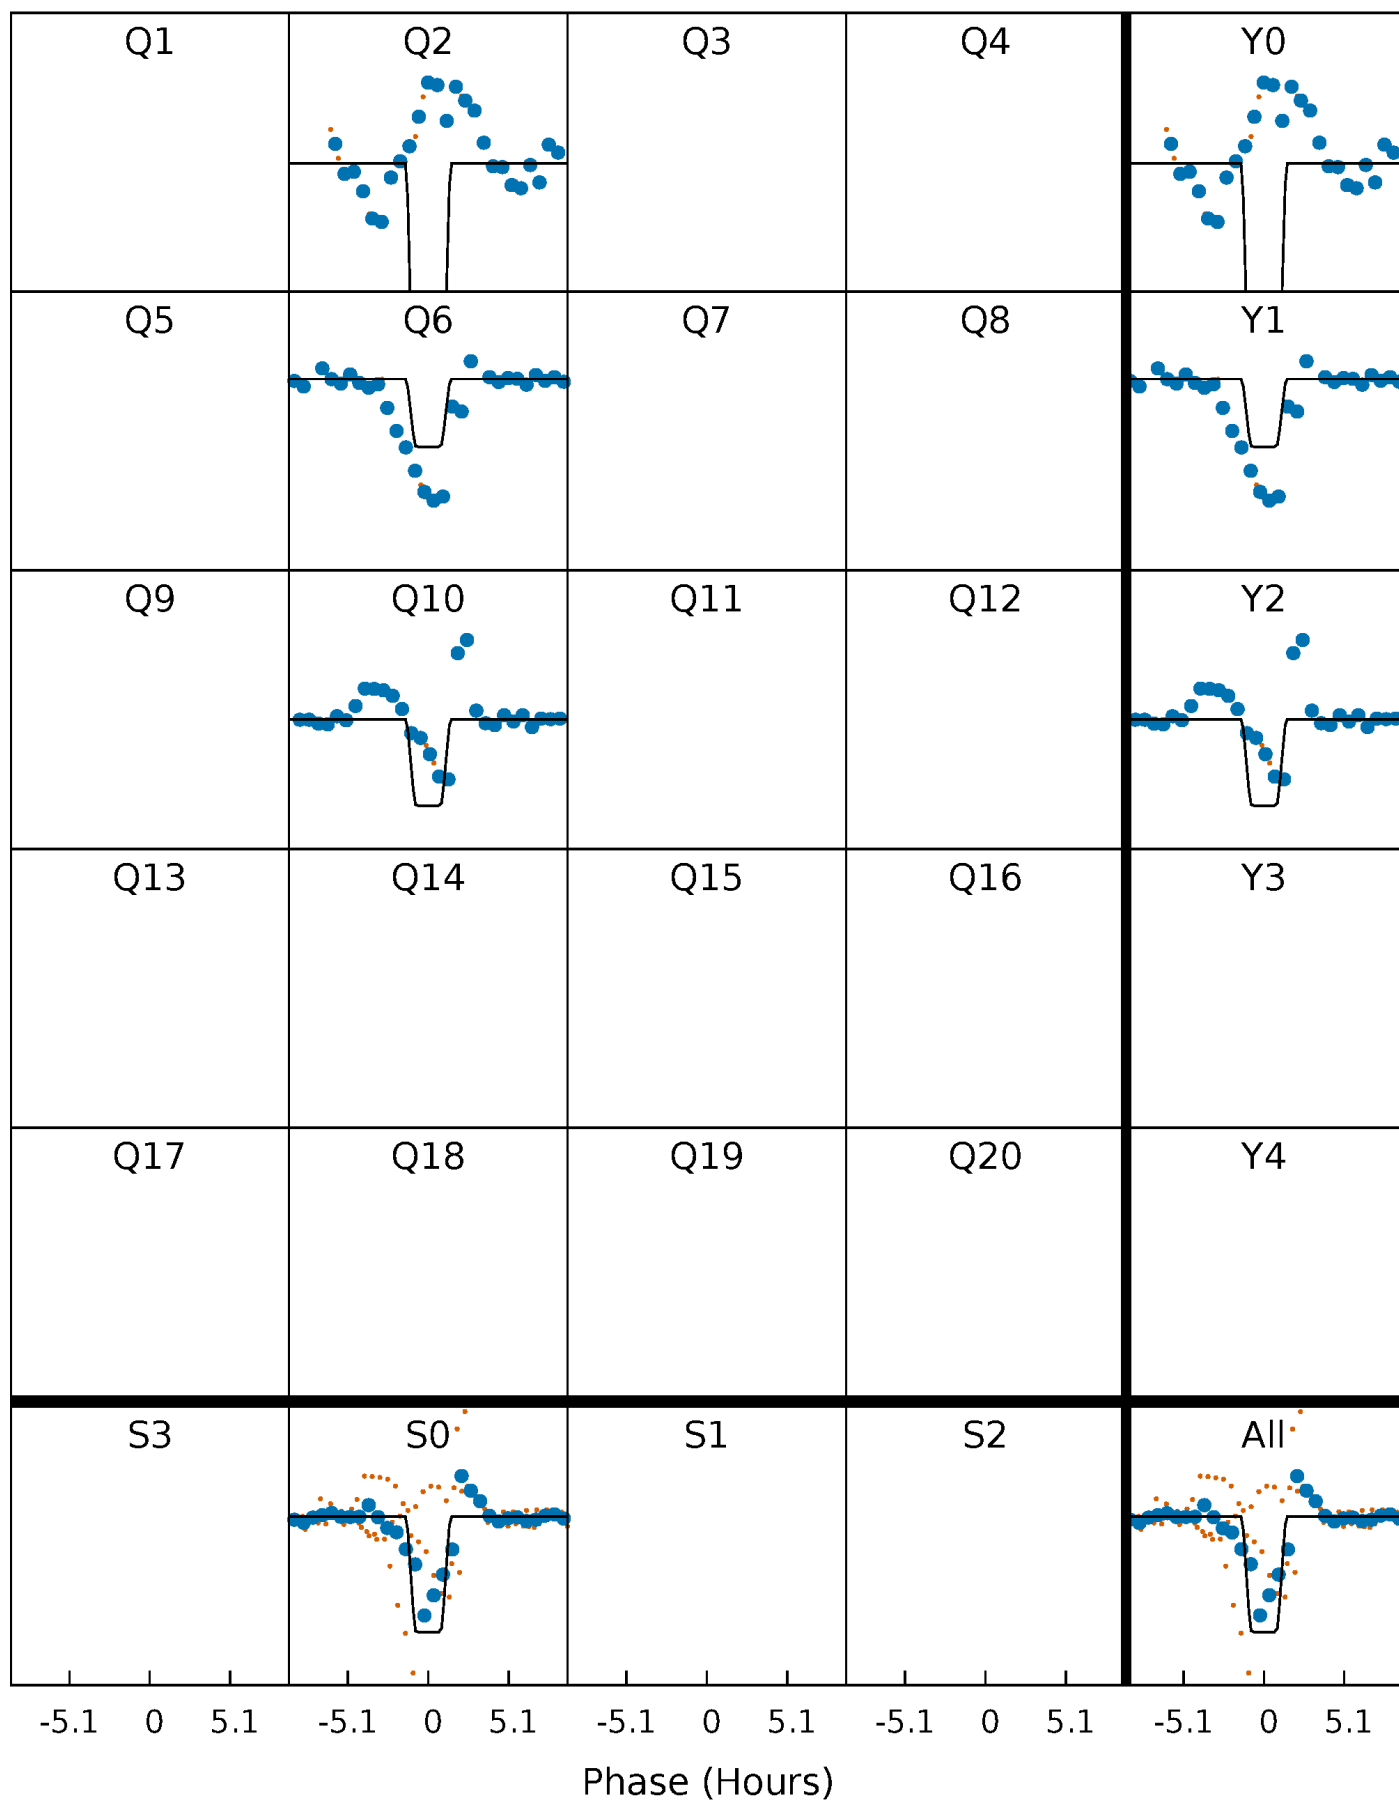 Q1 Q2 Q3 Q4 Y0
Q5 Q6 Q7 Q8 Y1
Q9 Q10 Q11 Q12 Y2
Q13 Q14 Q15 Q16 Y3
Q17 Q18 Q19 Q20 Y4
S3 S0 S1 S2 All
-5.1 0 5.1 -5.1 0 5.1 -5.1 0 5.1 -5.1 0 5.1 -5.1 0 5.1
Phase (Hours)